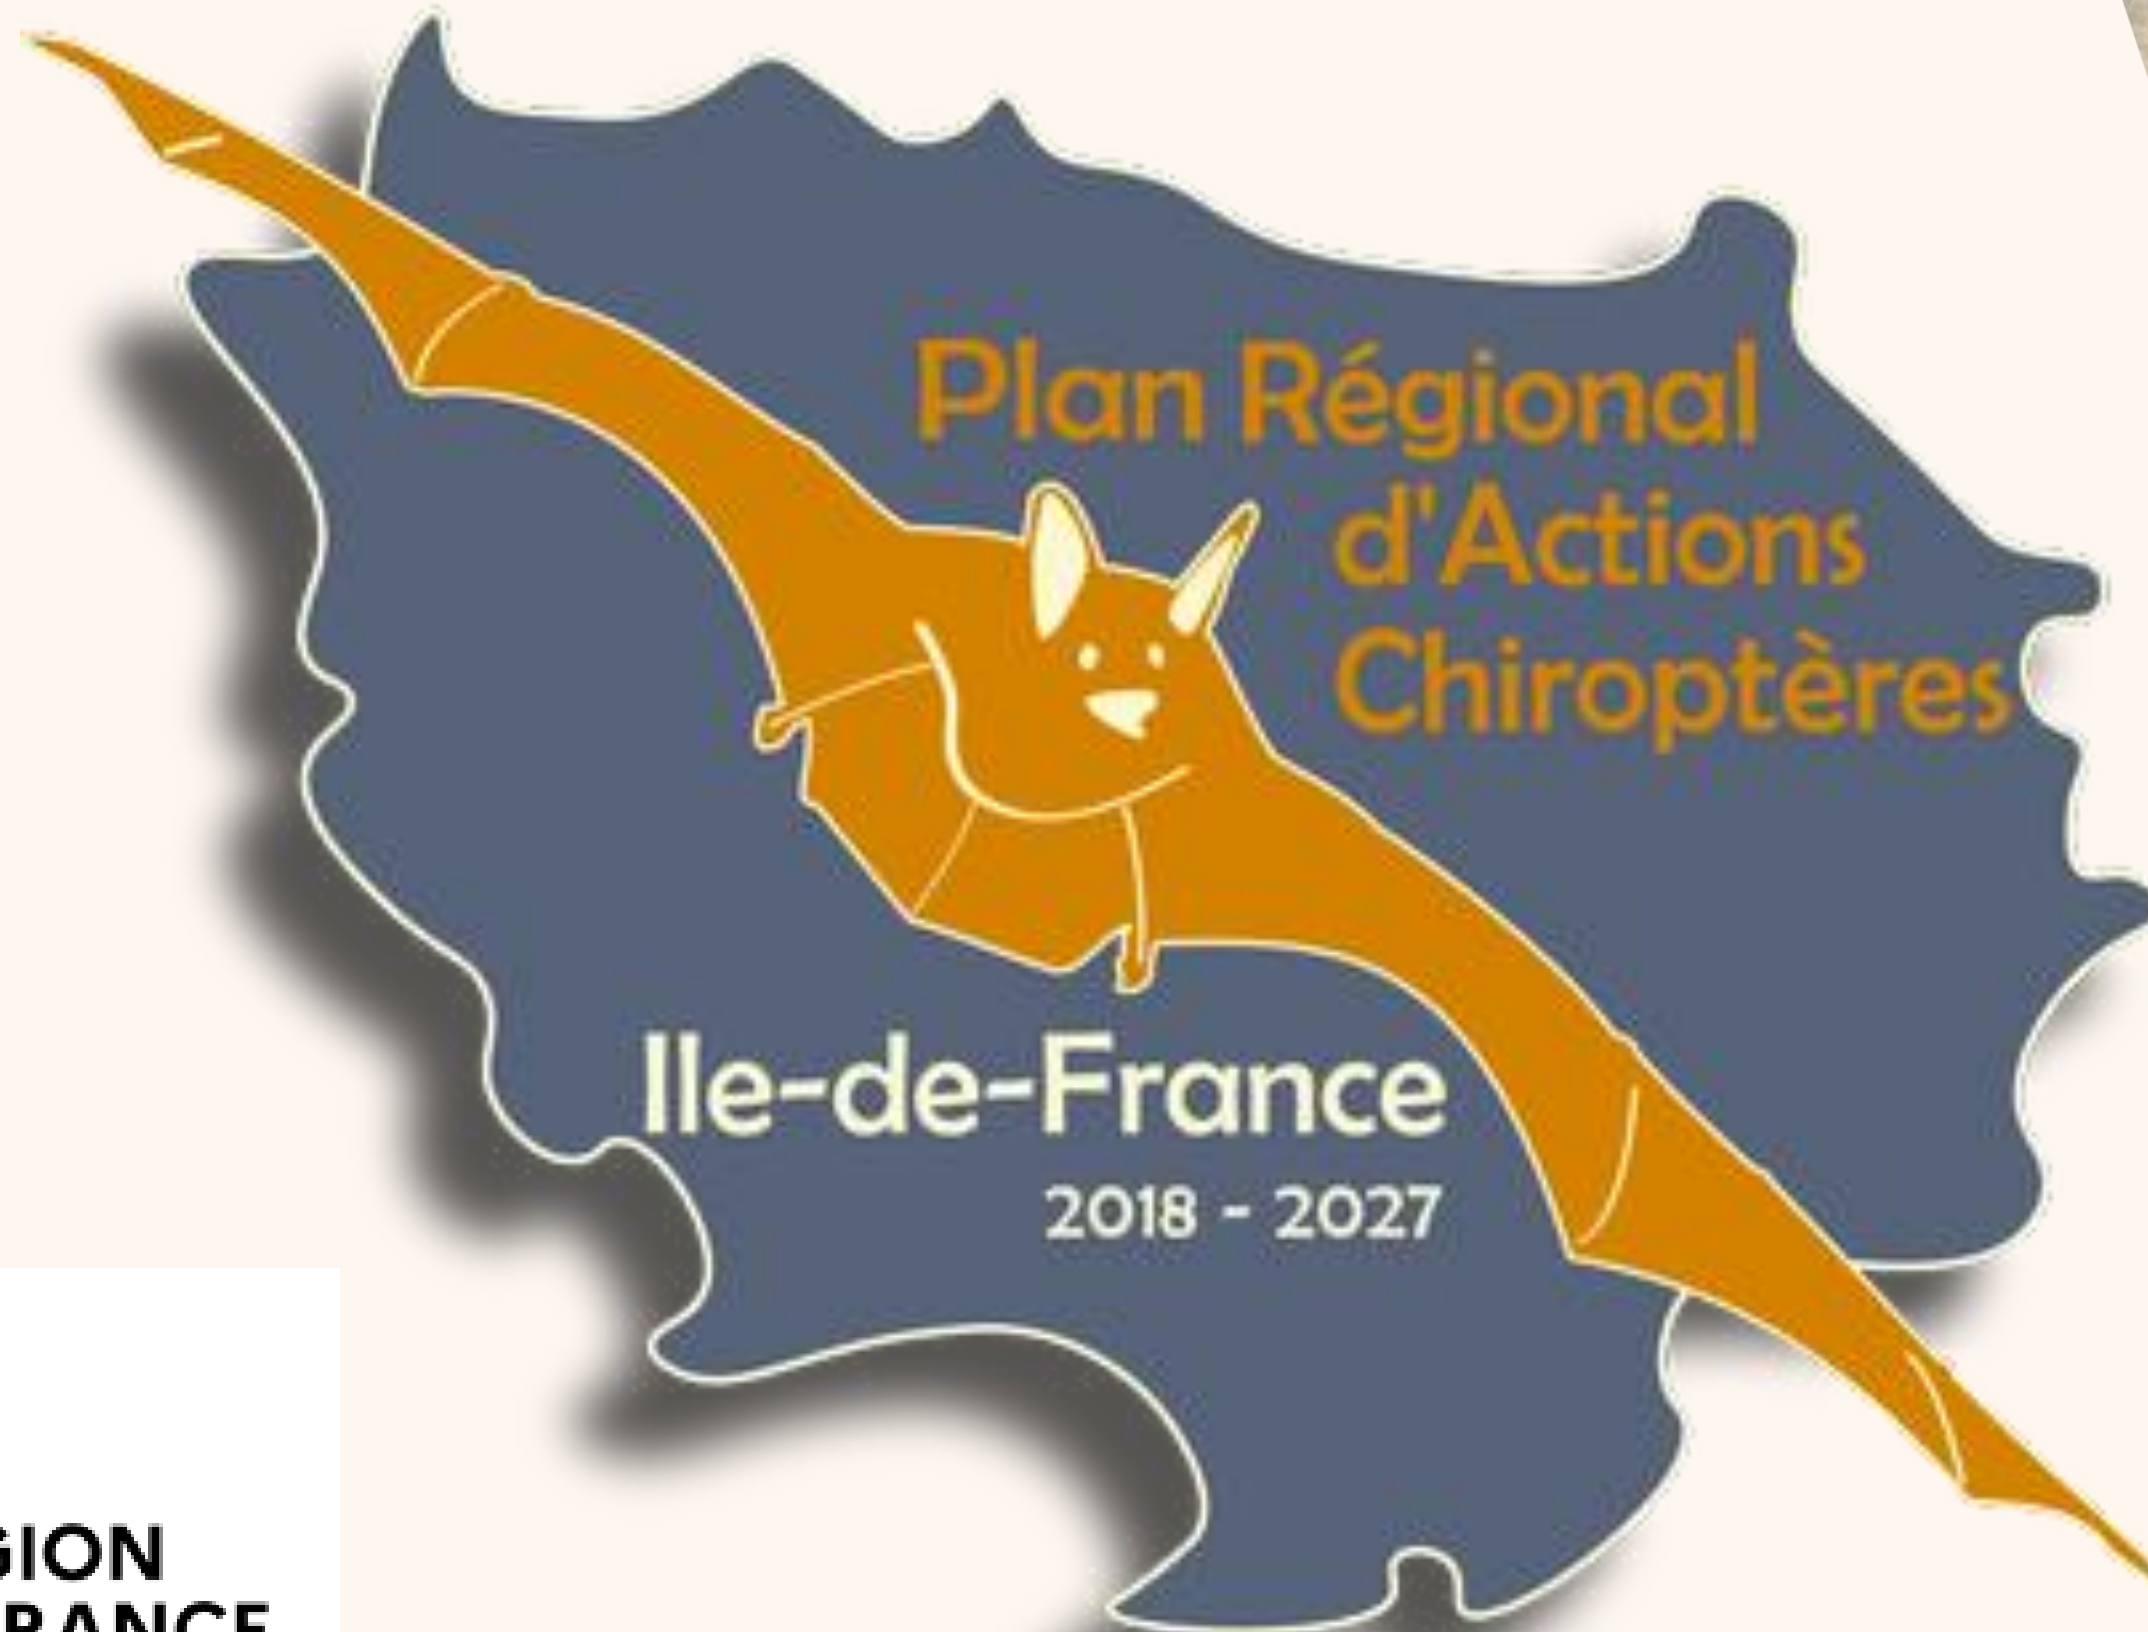 Plan Régional
d'Actions
Chiroptères
Ile-de-France
2018 - 2027